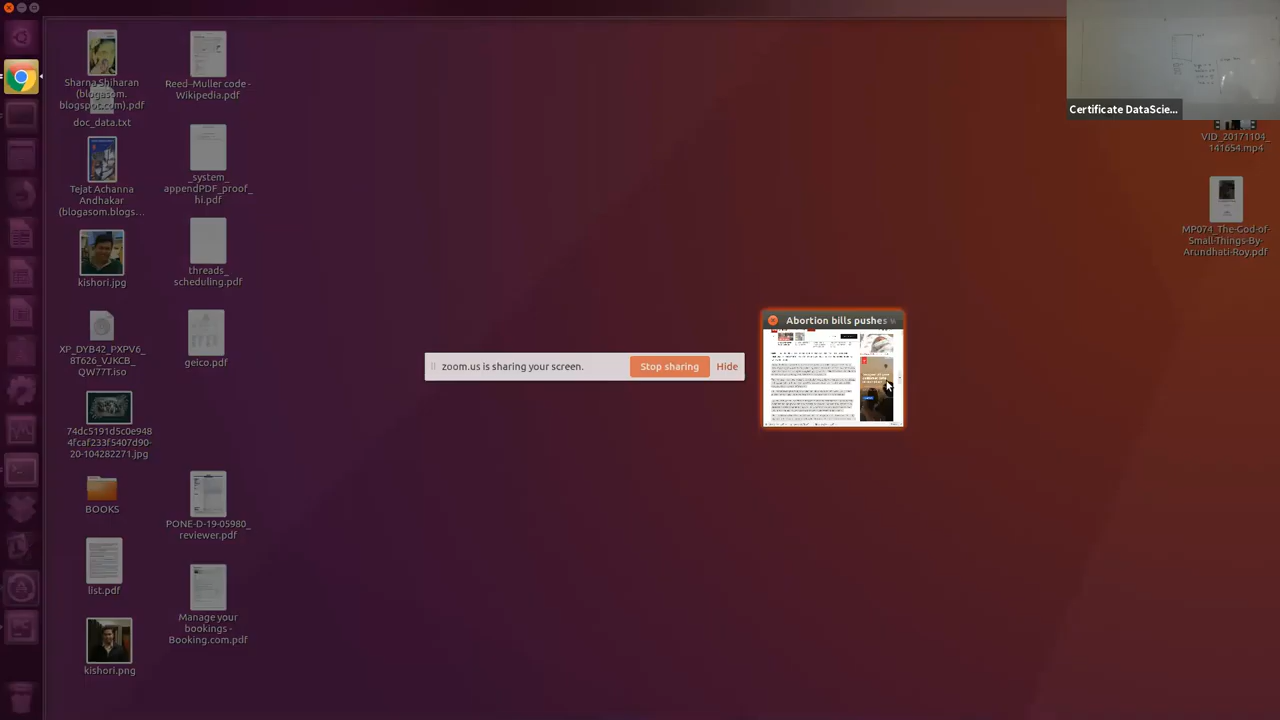 Sharna Shiharan
(blogasom.
blogspot.com).pdf
doc_data.txt
Tejat Achanna
Andhakar
(blogasom.blogs...
kishori.jpg
XP_DYB42_PXPVV_
8TG26_VJKCB_
QW77T.iso
74dc5191d5cde9948
4fcaf233f5407d90-
20-104282271.jpg
BOOKS
list.pdf
kishori.png
Reed–Muller code -
Wikipedia.pdf
_system_
appendPDF_proof_
hi.pdf
threads_
scheduling.pdf
geico.pdf
PONE-D-19-05980_
reviewer.pdf
Manage your
bookings -
Booking.com.pdf
zoom.us is sharing your screen.
Stop sharing
Hide
Abortion bills pushes
Certificate DataScie...
VID_20171104_
141654.mp4
MP074_The-God-of-
Small-Things-By-
Arundhati-Roy.pdf